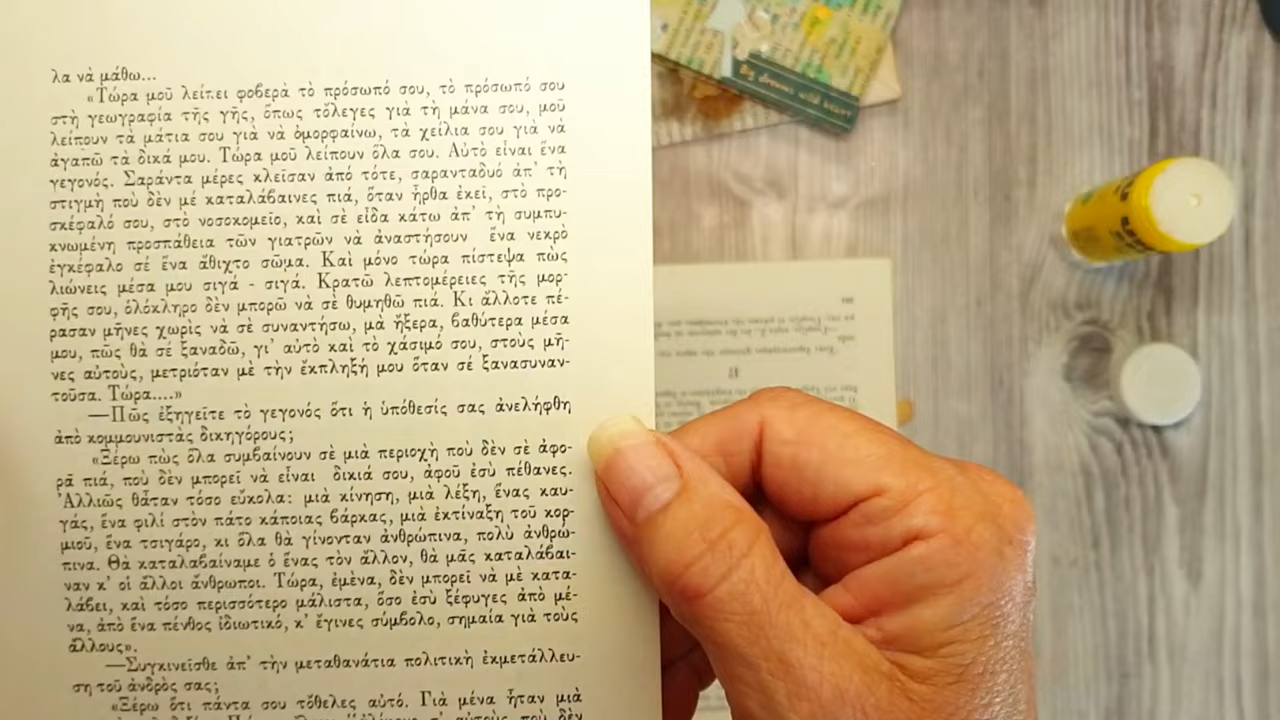 λα νὰ μάθω...
«Τώρα μοῦ λείπει φοβερὰ τὸ πρόσωπό σου, τὸ πρόσωπό σου
στὴ γεωγραφία τῆς γῆς, ὅπως τὄλεγες γιὰ τὴ μάνα σου, μοῦ
λείπουν τὰ μάτια σου γιὰ νὰ ὀμορφαίνω, τὰ χείλια σου γιὰ νὰ
ἀγαπῶ τὰ δικά μου. Τώρα μοῦ λείπουν ὅλα σου. Αὐτὸ εἶναι ἕνα
γεγονός. Σαράντα μέρες κλεῖσαν ἀπὸ τότε, σαρανταδυό ἀπ' τὴ
στιγμὴ ποὺ δὲν μέ καταλάβαινες πιά, ὅταν ἦρθα ἐκεῖ, στὸ προ-
σκέφαλό σου, στὸ νοσοκομεῖο, καὶ σὲ εἶδα κάτω ἀπ' τὴ συμπυ-
κνωμένη προσπάθεια τῶν γιατρῶν νὰ ἀναστήσουν ἕνα νεκρὸ
ἐγκέφαλο σέ ἕνα ἄθιχτο σῶμα. Καὶ μόνο τώρα πίστεψα πὼς
λιώνεις μέσα μου σιγά - σιγά. Κρατῶ λεπτομέρειες τῆς μορ-
φῆς σου, ὁλόκληρο δὲν μπορῶ νὰ σὲ θυμηθῶ πιά. Κι ἄλλοτε πέ-
ρασαν μῆνες χωρὶς νὰ σὲ συναντήσω, μὰ ἤξερα, βαθύτερα μέσα
μου, πὼς θὰ σέ ξαναδῶ, γι' αὐτὸ καὶ τὸ χάσιμό σου, στοὺς μῆ-
νες αὐτούς, μετριόταν μὲ τὴν ἔκπληξή μου ὅταν σέ ξανασυναν-
τοῦσα. Τώρα....»
—Πῶς ἐξηγεῖτε τὸ γεγονός ὅτι ἡ ὑπόθεσίς σας ἀνελήφθη
ἀπὸ κομμουνιστὰς δικηγόρους;
«Ξέρω πὼς ὅλα συμβαίνουν σὲ μιὰ περιοχὴ ποὺ δὲν σὲ ἀφο-
ρᾶ πιά, ποὺ δὲν μπορεῖ νὰ εἶναι δικιά σου, ἀφοῦ ἐσὺ πέθανες.
Ἀλλιῶς θἄταν τόσο εὔκολα: μιὰ κίνηση, μιὰ λέξη, ἕνας καυ-
γάς, ἕνα φιλί στὸν πάτο κάποιας βάρκας, μιὰ ἐκτίναξη τοῦ κορ-
μιοῦ, ἕνα τσιγάρο, κι ὅλα θὰ γίνονταν ἀνθρώπινα, πολὺ ἀνθρώ-
πινα. Θὰ καταλαβαίναμε ὁ ἕνας τὸν ἄλλον, θὰ μᾶς καταλάβαι-
ναν κ' οἱ ἄλλοι ἄνθρωποι. Τώρα, ἐμένα, δὲν μπορεῖ νὰ μὲ κατα-
λάβει, καὶ τόσο περισσότερο μάλιστα, ὅσο ἐσὺ ξέφυγες ἀπὸ μέ-
να, ἀπὸ ἕνα πένθος ἰδιωτικό, κ' ἔγινες σύμβολο, σημαία γιὰ τοὺς
ἄλλους».
—Συγκινεῖσθε ἀπ' τὴν μεταθανάτια πολιτικὴ ἐκμετάλλευ-
ση τοῦ ἀνδρὸς σας;
«Ξέρω ὅτι πάντα σου τὄθελες αὐτό. Γιὰ μένα ἦταν μιὰ